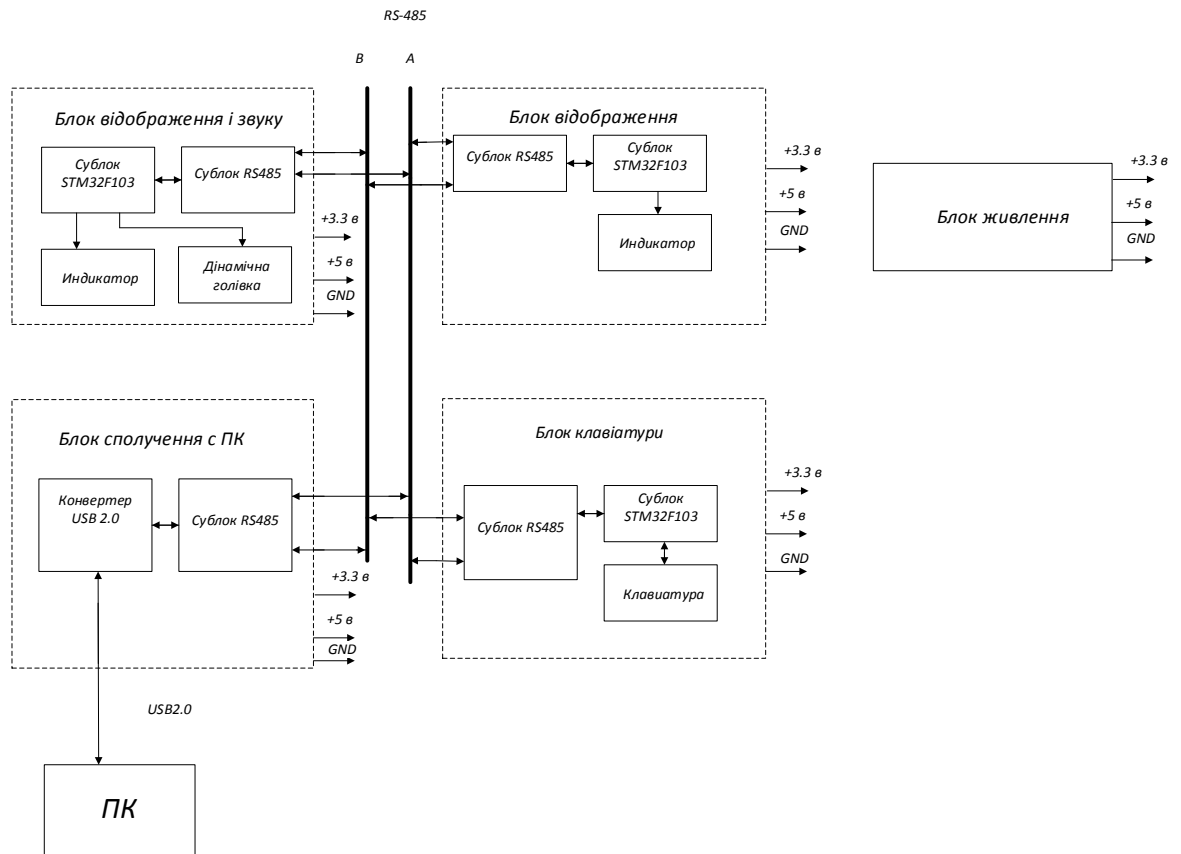 RS-485
B
A
Блок відображення і звуку
Сублок
STM32F103
Сублок RS485
Индикатор
Дінамічна
голівка
+3.3 в
+5 в
GND
Блок відображення
Сублок RS485
Сублок
STM32F103
Индикатор
+3.3 в
+5 в
GND
Блок живлення
+3.3 в
+5 в
GND
Блок сполучення с ПК
Конвертер
USB 2.0
Сублок RS485
+3.3 в
+5 в
GND
Блок клавіатури
Сублок RS485
Сублок
STM32F103
Клавиатура
+3.3 в
+5 в
GND
USB2.0
ПК